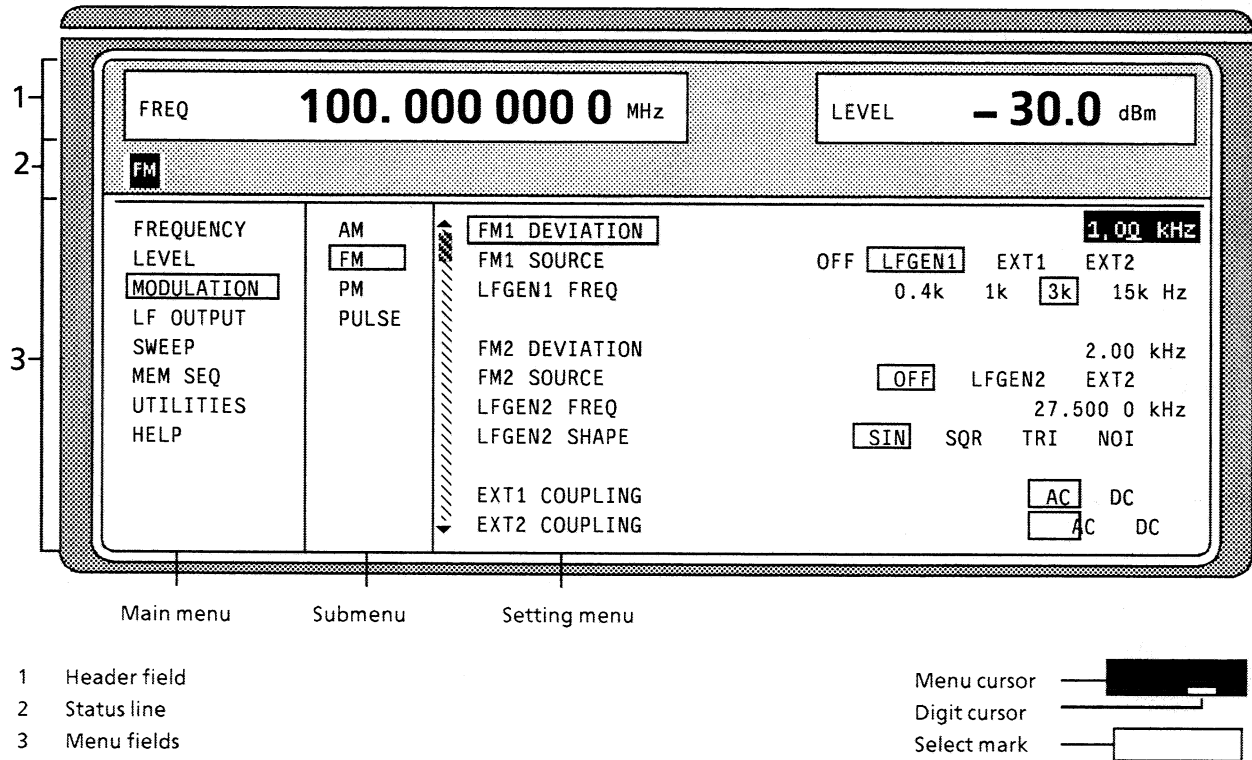 1
FREQ 100.000 000 0 MHz LEVEL – 30.0 dBm
2
FM
3
FREQUENCY AM FM1 DEVIATION 1.00 kHz
LEVEL FM FM1 SOURCE OFF LFGEN1 EXT1 EXT2
MODULATION PM LFGEN1 FREQ 0.4k 1k 3k 15k Hz
LF OUTPUT PULSE
SWEEP FM2 DEVIATION 2.00 kHz
MEM SEQ FM2 SOURCE OFF LFGEN2 EXT2
UTILITIES LFGEN2 FREQ 27.500 0 kHz
HELP LFGEN2 SHAPE SIN SQR TRI NOI
EXT1 COUPLING AC DC
EXT2 COUPLING AC DC
Main menu Submenu Setting menu
1 Header field
2 Status line
3 Menu fields
Menu cursor
Digit cursor
Select mark